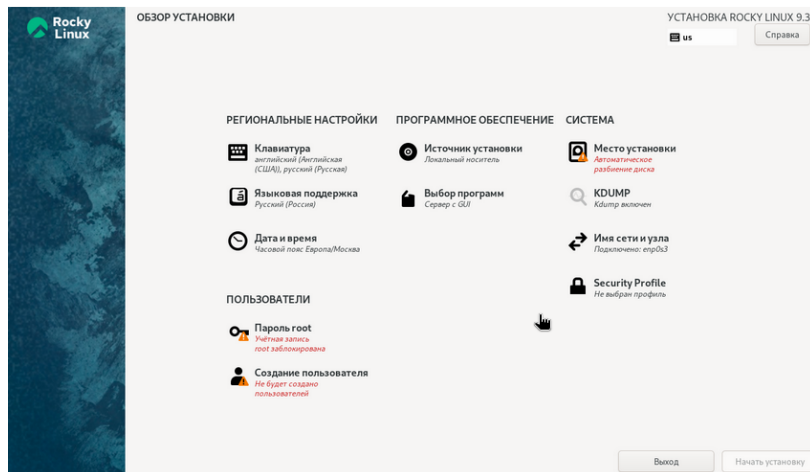 Rocky
Linux
ОБЗОР УСТАНОВКИ
УСТАНОВКА ROCKY LINUX 9.3
us
Справка
РЕГИОНАЛЬНЫЕ НАСТРОЙКИ
Клавиатура
английский (Английская
(США)), русский (Русская)
Языковая поддержка
Русский (Россия)
Дата и время
Часовой пояс Европа/Москва
ПРОГРАММНОЕ ОБЕСПЕЧЕНИЕ
Источник установки
Локальный носитель
Выбор программ
Сервер с GUI
СИСТЕМА
Место установки
Автоматическое
разбиение диска
KDUMP
Kdump включен
Имя сети и узла
Подключено: enp0s3
Security Profile
Не выбран профиль
ПОЛЬЗОВАТЕЛИ
Пароль root
Учётная запись
root заблокирована
Создание пользователя
Не будет создано
пользователей
Выход
Начать установку